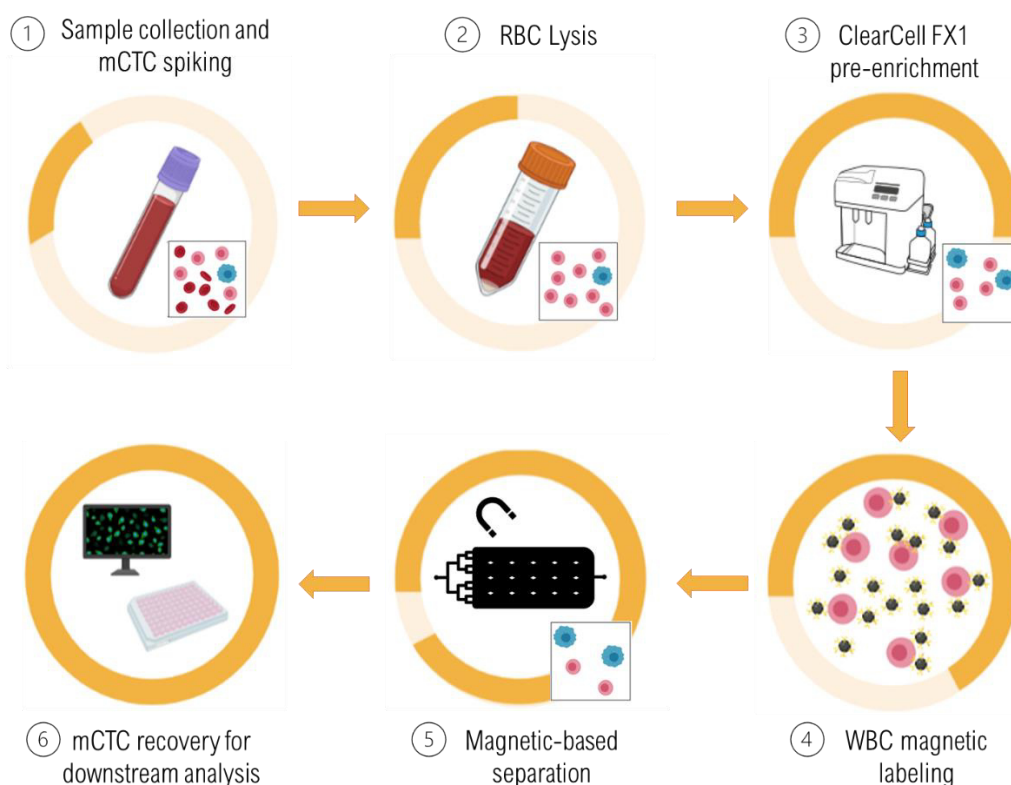 1 Sample collection and
mCTC spiking
2 RBC Lysis
3 ClearCell FX1
pre-enrichment
6 mCTC recovery for
downstream analysis
5 Magnetic-based
separation
4 WBC magnetic
labeling